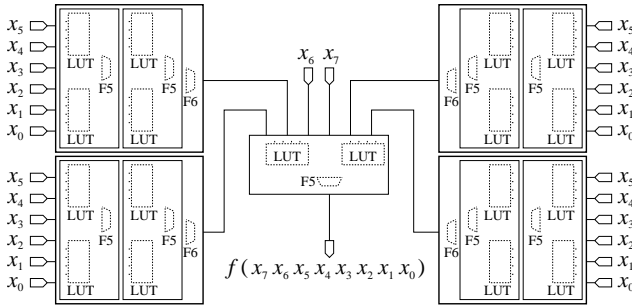 x5 x5
x4 x6 x7 x4
x3 LUT LUT LUT LUT x3
x2 F5 F5 F6 F6 F5 F5 x2
x1 x1
x0 LUT LUT LUT LUT x0
LUT LUT
x5 F5 x5
x4 x4
x3 LUT LUT LUT LUT x3
x2 F5 F5 F6 F6 F5 F5 x2
x1 x1
x0 LUT LUT f ( x7 x6 x5 x4 x3 x2 x1 x0 ) LUT LUT x0